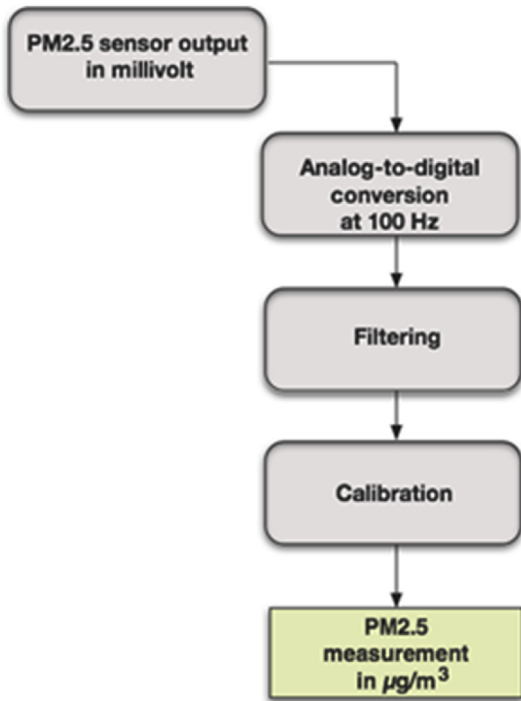 PM2.5 sensor output
in millivolt
Analog-to-digital
conversion
at 100 Hz
Filtering
Calibration
PM2.5
measurement
in µg/m³